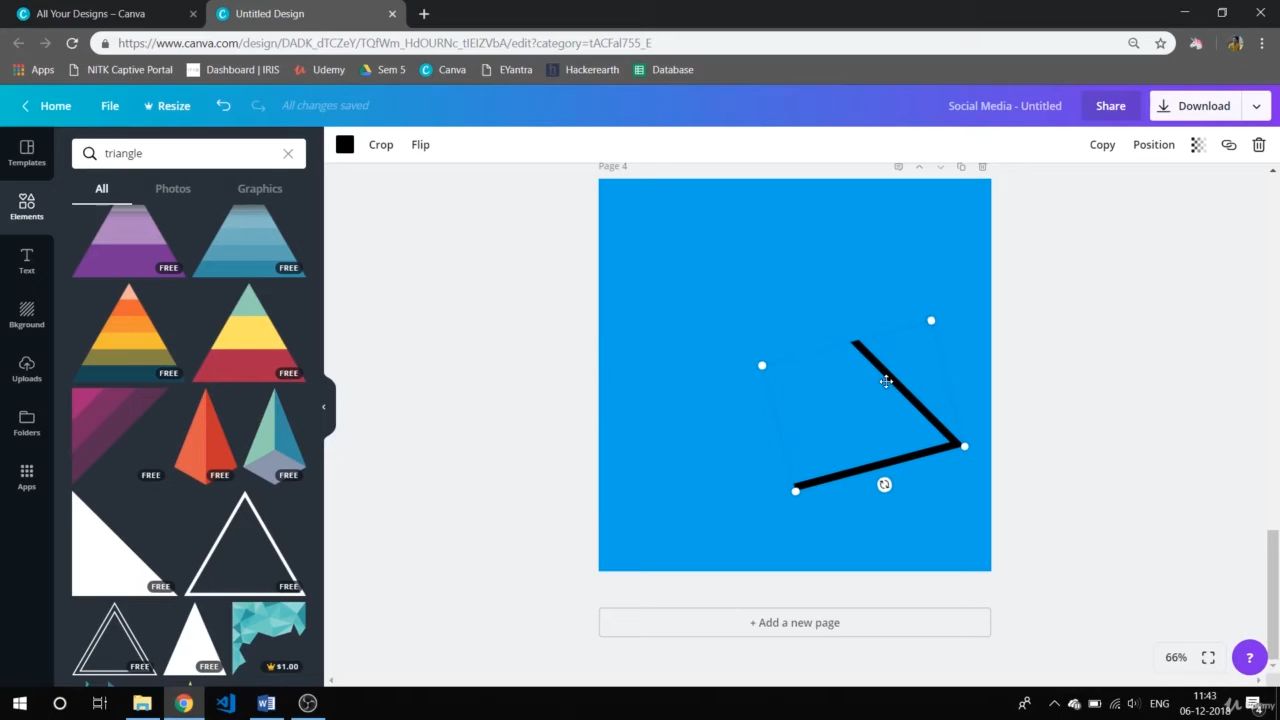 All Your Designs – Canva
Untitled Design
https://www.canva.com/design/DADK_dTCZeY/TQfWm_HdOURNc_tIEIZVbA/edit?category=tACFal755_E
Apps
NITK Captive Portal
Dashboard | IRIS
Udemy
Sem 5
Canva
EYantra
Hackerearth
Database
Home
File
Resize
All changes saved
Social Media - Untitled
Share
Download
Templates
Elements
Text
Bkground
Uploads
Folders
Apps
triangle
All
Photos
Graphics
FREE
FREE
FREE
FREE
FREE
FREE
FREE
FREE
FREE
FREE
FREE
$1.00
Crop
Flip
Copy
Position
Page 4
+ Add a new page
66%
?
ENG
11:43
06-12-2018
4